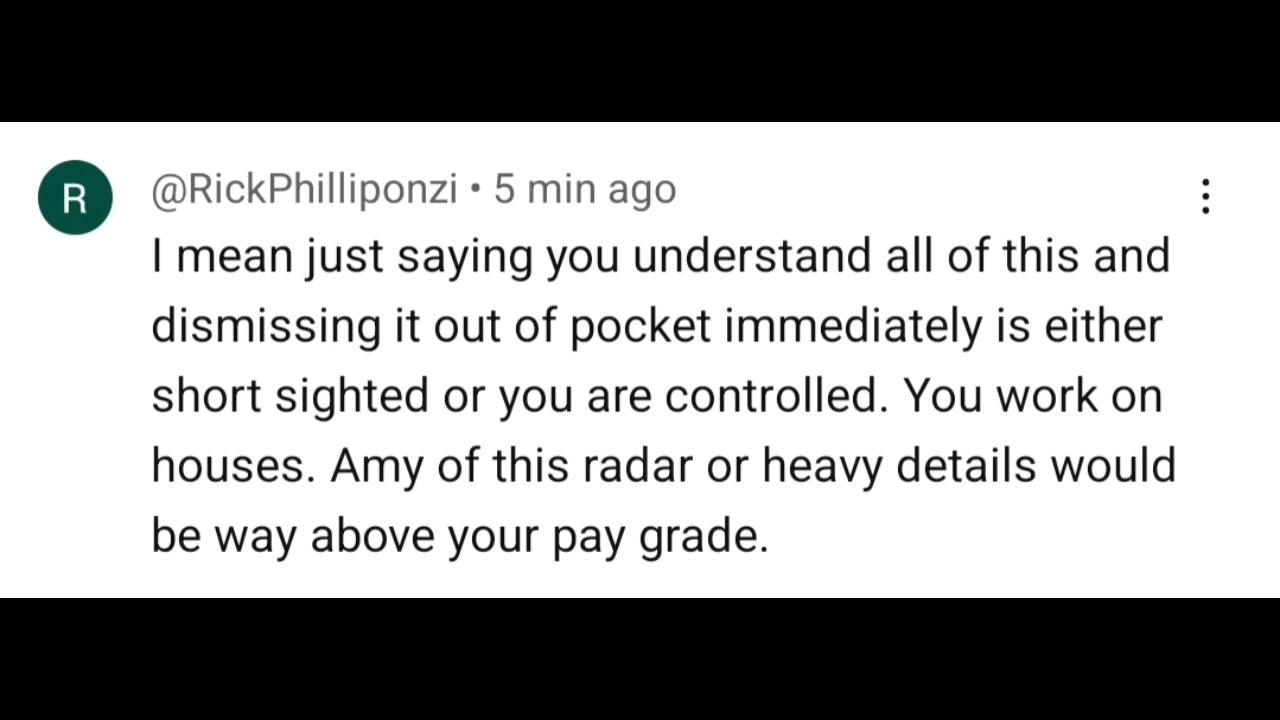 R
@RickPhilliponzi • 5 min ago
I mean just saying you understand all of this and
dismissing it out of pocket immediately is either
short sighted or you are controlled. You work on
houses. Amy of this radar or heavy details would
be way above your pay grade.